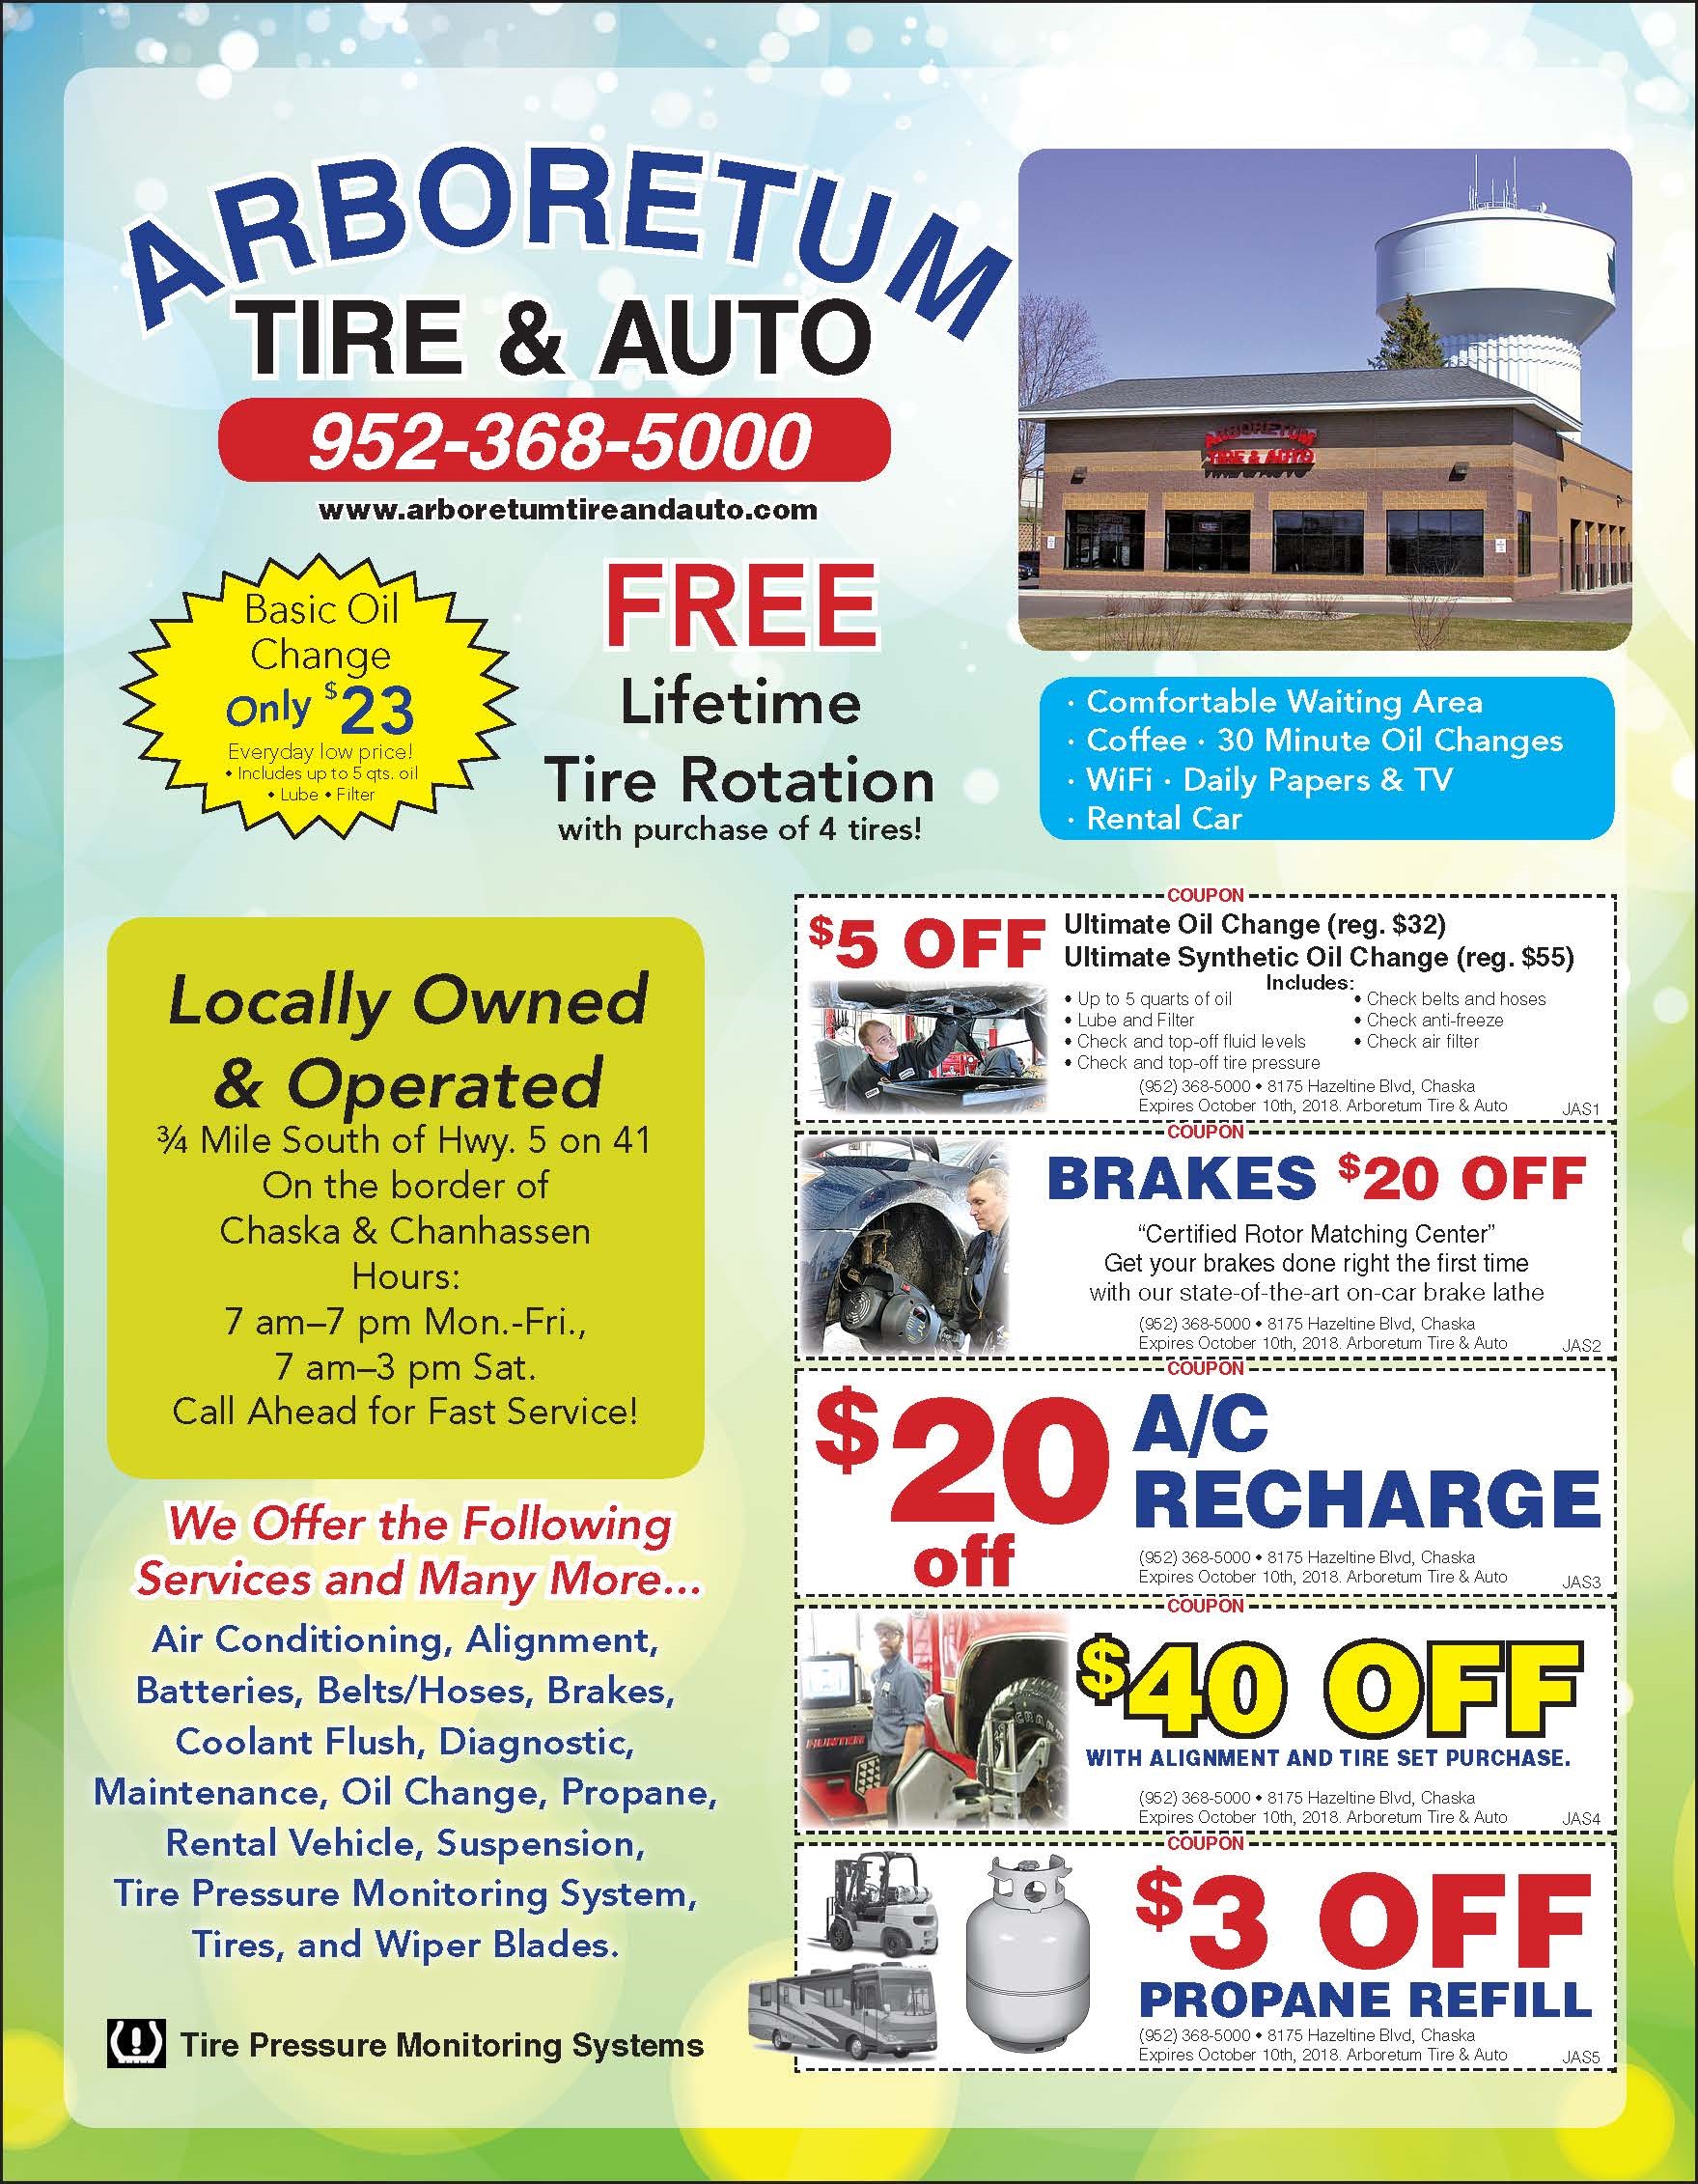 ARBORETUM
TIRE & AUTO
952-368-5000
www.arboretumtireandauto.com
ARBORETUM
TIRE & AUTO
Basic Oil
Change
Only $23
Everyday low price!
• Includes up to 5 qts. oil
• Lube • Filter
FREE
Lifetime
Tire Rotation
with purchase of 4 tires!
· Comfortable Waiting Area
· Coffee · 30 Minute Oil Changes
· WiFi · Daily Papers & TV
· Rental Car
Locally Owned
& Operated
¾ Mile South of Hwy. 5 on 41
On the border of
Chaska & Chanhassen
Hours:
7 am–7 pm Mon.-Fri.,
7 am–3 pm Sat.
Call Ahead for Fast Service!
We Offer the Following
Services and Many More...
Air Conditioning, Alignment,
Batteries, Belts/Hoses, Brakes,
Coolant Flush, Diagnostic,
Maintenance, Oil Change, Propane,
Rental Vehicle, Suspension,
Tire Pressure Monitoring System,
Tires, and Wiper Blades.
Tire Pressure Monitoring Systems
COUPON
$5 OFF
Ultimate Oil Change (reg. $32)
Ultimate Synthetic Oil Change (reg. $55)
Includes:
• Up to 5 quarts of oil
• Lube and Filter
• Check and top-off fluid levels
• Check and top-off tire pressure
• Check belts and hoses
• Check anti-freeze
• Check air filter
(952) 368-5000 • 8175 Hazeltine Blvd, Chaska
Expires October 10th, 2018. Arboretum Tire & Auto
JAS1
COUPON
BRAKES $20 OFF
“Certified Rotor Matching Center”
Get your brakes done right the first time
with our state-of-the-art on-car brake lathe
(952) 368-5000 • 8175 Hazeltine Blvd, Chaska
Expires October 10th, 2018. Arboretum Tire & Auto
JAS2
COUPON
$20
off
A/C
RECHARGE
(952) 368-5000 • 8175 Hazeltine Blvd, Chaska
Expires October 10th, 2018. Arboretum Tire & Auto
JAS3
COUPON
HUNTER
$40 OFF
WITH ALIGNMENT AND TIRE SET PURCHASE.
(952) 368-5000 • 8175 Hazeltine Blvd, Chaska
Expires October 10th, 2018. Arboretum Tire & Auto
JAS4
COUPON
$3 OFF
PROPANE REFILL
(952) 368-5000 • 8175 Hazeltine Blvd, Chaska
Expires October 10th, 2018. Arboretum Tire & Auto
JAS5